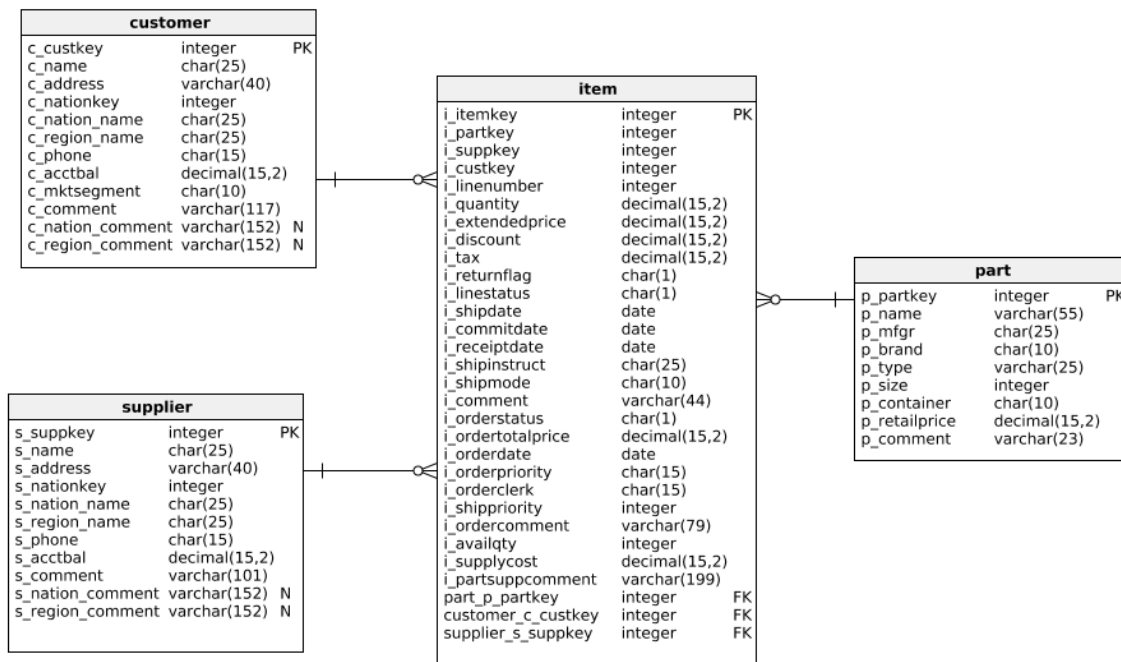 customer
c_custkey integer PK
c_name char(25)
c_address varchar(40)
c_nationkey integer
c_nation_name char(25)
c_region_name char(25)
c_phone char(15)
c_acctbal decimal(15,2)
c_mktsegment char(10)
c_comment varchar(117)
c_nation_comment varchar(152) N
c_region_comment varchar(152) N
supplier
s_suppkey integer PK
s_name char(25)
s_address varchar(40)
s_nationkey integer
s_nation_name char(25)
s_region_name char(25)
s_phone char(15)
s_acctbal decimal(15,2)
s_comment varchar(101)
s_nation_comment varchar(152) N
s_region_comment varchar(152) N
item
i_itemkey integer PK
i_partkey integer
i_suppkey integer
i_custkey integer
i_linenumber integer
i_quantity decimal(15,2)
i_extendedprice decimal(15,2)
i_discount decimal(15,2)
i_tax decimal(15,2)
i_returnflag char(1)
i_linestatus char(1)
i_shipdate date
i_commitdate date
i_receiptdate date
i_shipinstruct char(25)
i_shipmode char(10)
i_comment varchar(44)
i_orderstatus char(1)
i_ordertotalprice decimal(15,2)
i_orderdate date
i_orderpriority char(15)
i_orderclerk char(15)
i_shippriority integer
i_ordercomment varchar(79)
i_availqty integer
i_supplycost decimal(15,2)
i_partsuppcomment varchar(199)
part_p_partkey integer FK
customer_c_custkey integer FK
supplier_s_suppkey integer FK
part
p_partkey integer PK
p_name varchar(55)
p_mfgr char(25)
p_brand char(10)
p_type varchar(25)
p_size integer
p_container char(10)
p_retailprice decimal(15,2)
p_comment varchar(23)